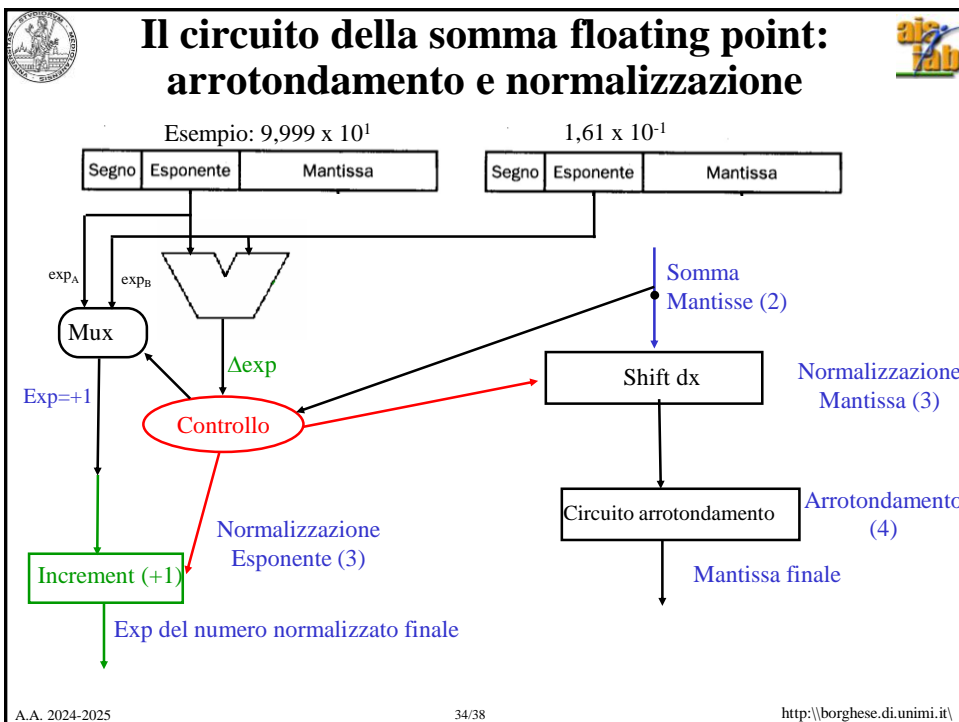 Il circuito della somma floating point:
arrotondamento e normalizzazione
Esempo: 9,999 x 10¹
1,61 x 10⁻¹
Segno Esponente Mantissa
Segno Esponente Mantissa
exp_A
exp_B
Somma
Mantisse (2)
Mux
Δexp
Shift dx
Normalizzazione
Mantissa (3)
Exp=+1
Controllo
Circuito arrotondamento
Arrotondamento
(4)
Normalizzazione
Esponente (3)
Increment (+1)
Mantissa finale
Exp del numero normalizzato finale
A.A. 2024-2025
34/38
http:\\borghese.di.unimi.it\